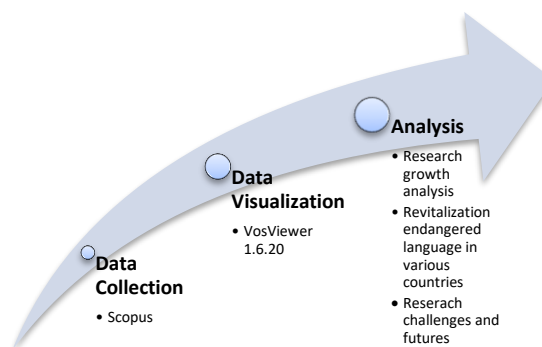 Data
Collection
• Scopus
Data
Visualization
• VosViewer
1.6.20
Analysis
• Research
growth
analysis
• Revitalization
endangered
language in
various
countries
• Reserach
challenges and
futures